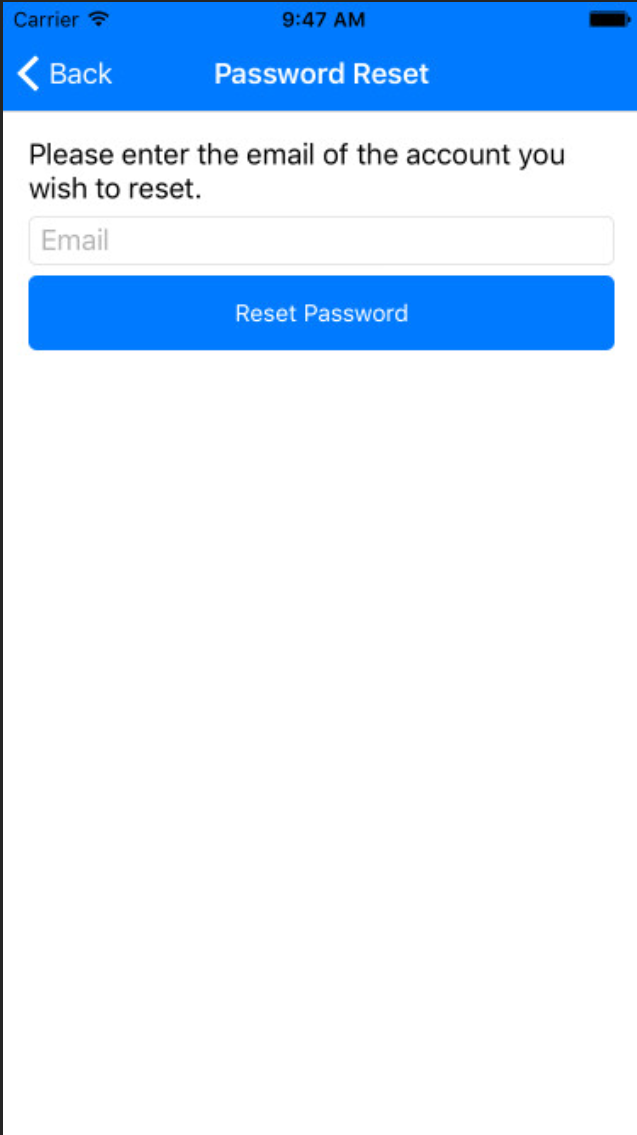 Carrier 9:47 AM
Back Password Reset
Please enter the email of the account you
wish to reset.
Email
Reset Password